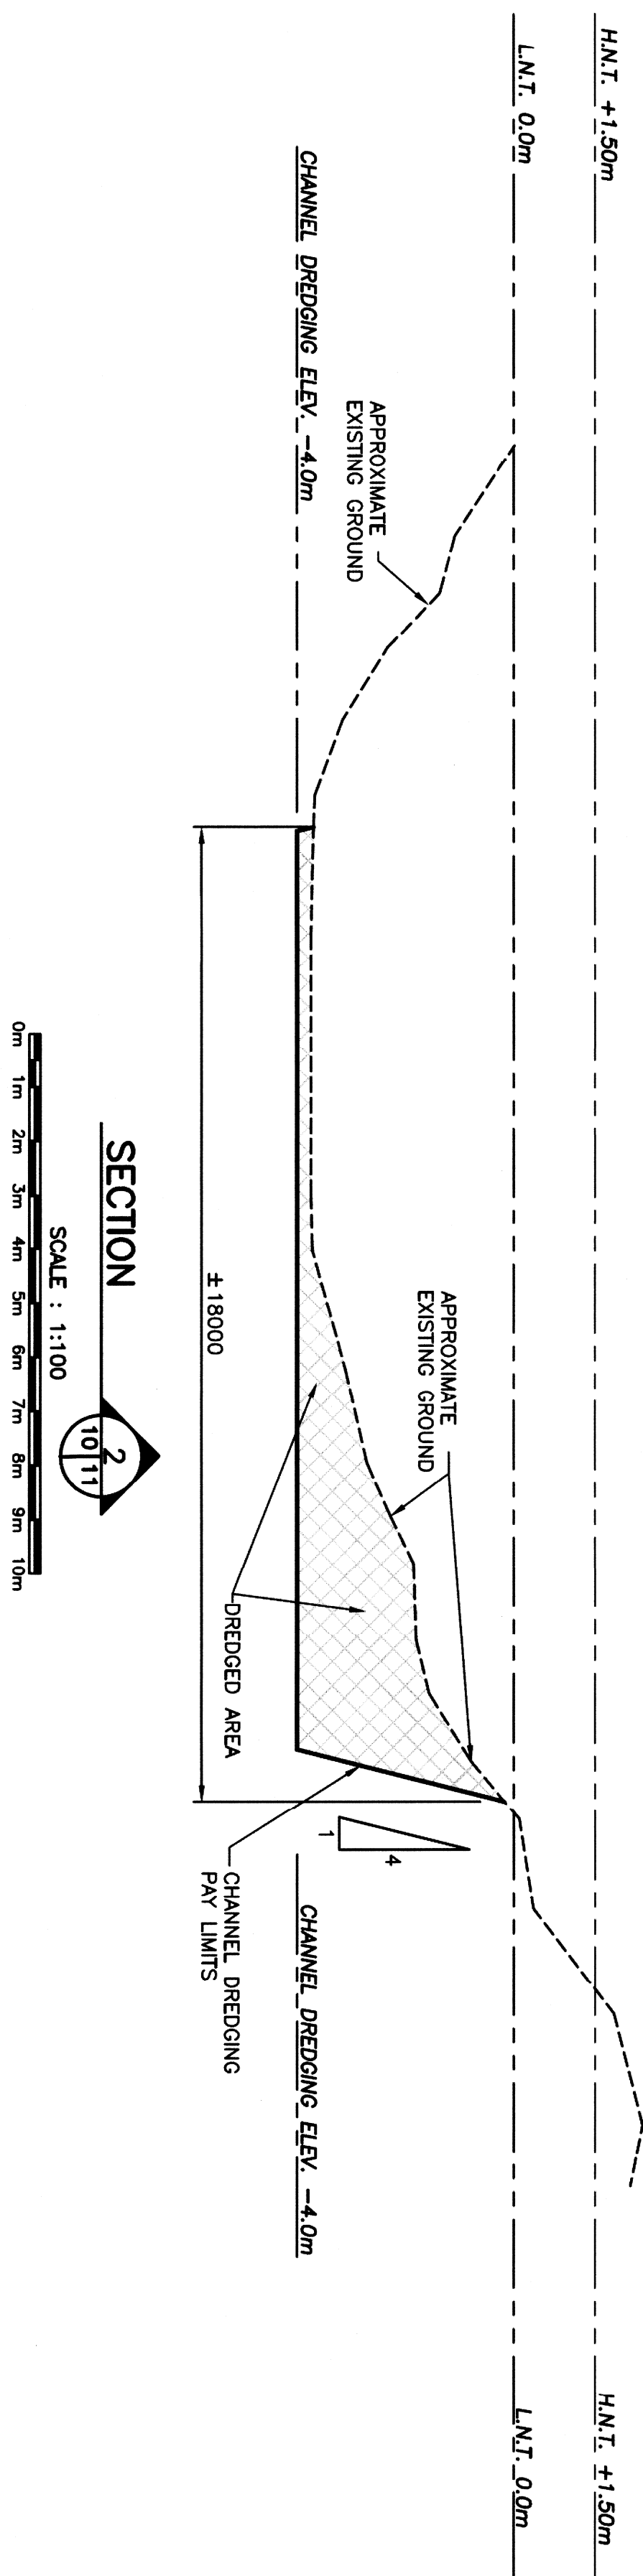 H.N.T. +1.50m
H.N.T. +1.50m
L.N.T. 0.0m
L.N.T. 0.0m
APPROXIMATE
EXISTING GROUND
APPROXIMATE
EXISTING GROUND
4
1
CHANNEL DREDGING ELEV. -4.0m
CHANNEL DREDGING ELEV. -4.0m
DREDGED AREA
CHANNEL DREDGING
PAY LIMITS
±18000
SECTION
2
10 11
SCALE : 1:100
0m 1m 2m 3m 4m 5m 6m 7m 8m 9m 10m